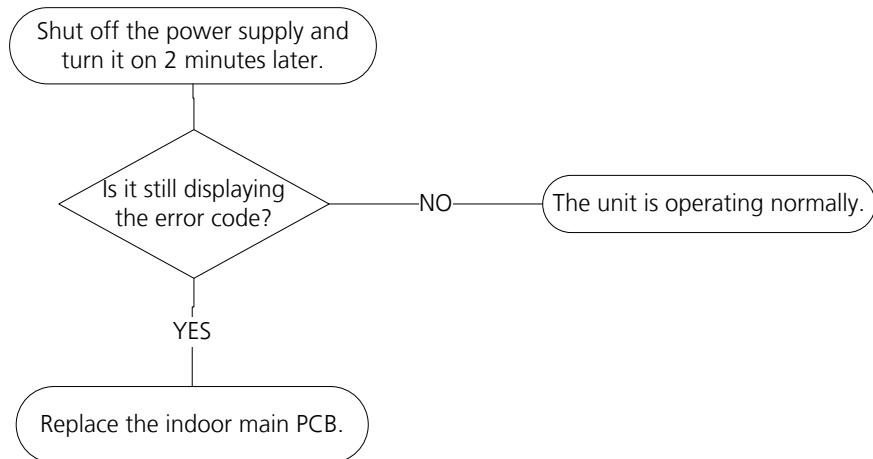 Shut off the power supply and
turn it on 2 minutes later.
Is it still displaying
the error code?
NO
The unit is operating normally.
YES
Replace the indoor main PCB.